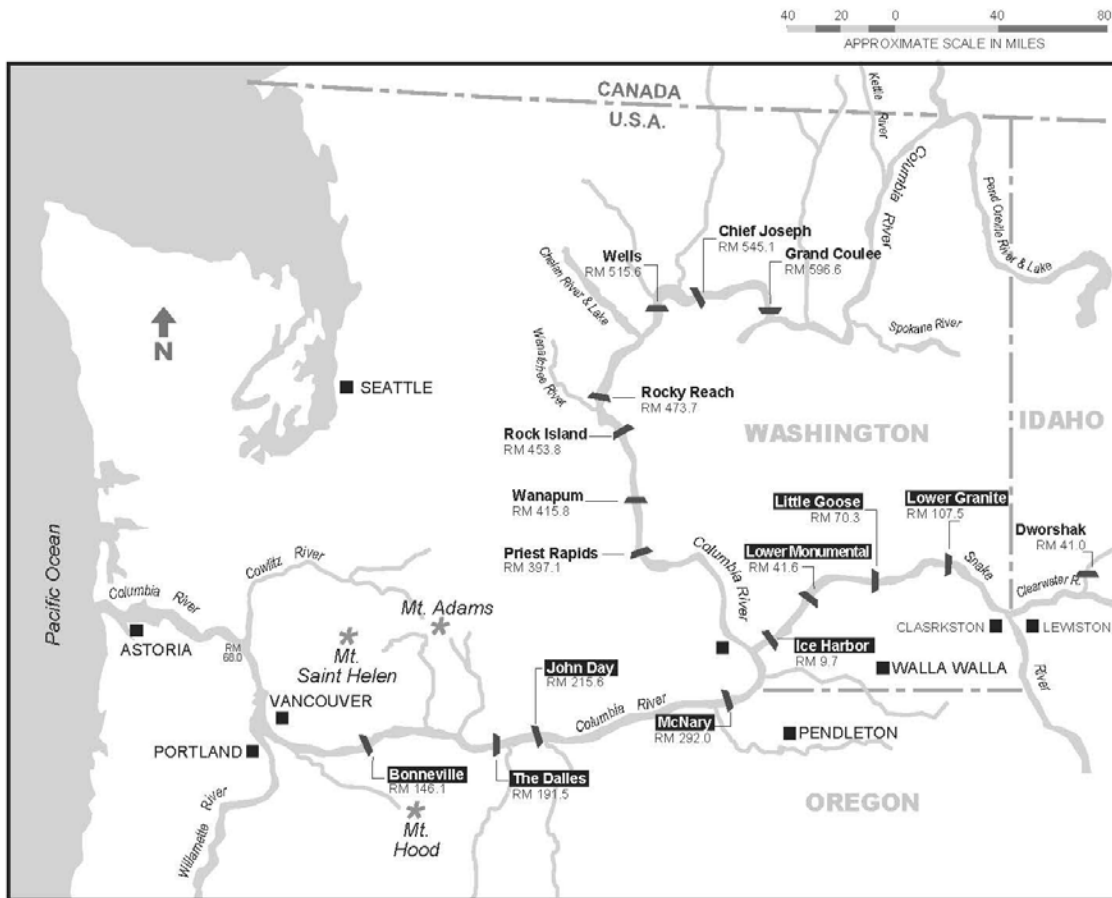 40 20 0 40 80
APPROXIMATE SCALE IN MILES
CANADA
U.S.A.
Kettle River
Columbia River
Pend Oreille River & Lake
Chief Joseph
RM 545.1
Wells
RM 515.6
Grand Coulee
RM 596.6
Chelan River & Lake
Spokane River
N
Wenatchee River
SEATTLE
Rocky Reach
RM 473.7
Rock Island
RM 453.8
WASHINGTON
IDAHO
Wanapum
RM 415.8
Little Goose
RM 70.3
Lower Granite
RM 107.5
Dworshak
RM 41.0
Priest Rapids
RM 397.1
Columbia River
Lower Monumental
RM 41.6
Snake
Clearwater R.
Pacific Ocean
Cowlitz River
Columbia River
Mt. Adams
ASTORIA
RM
68.0
Mt.
Saint Helen
CLASRKSTON
LEWISTON
Ice Harbor
RM 9.7
WALLA WALLA
River
John Day
RM 215.6
VANCOUVER
Columbia River
McNary
RM 292.0
PENDLETON
PORTLAND
Bonneville
RM 146.1
The Dalles
RM 191.5
OREGON
Willamette River
Mt.
Hood